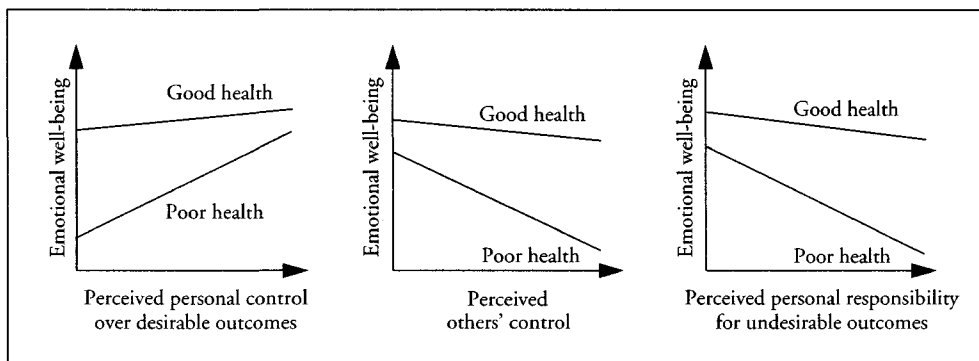 Emotional well-being
Good health
Poor health
Perceived personal control
over desirable outcomes
Emotional well-being
Good health
Poor health
Perceived
others' control
Emotional well-being
Good health
Poor health
Perceived personal responsibility
for undesirable outcomes